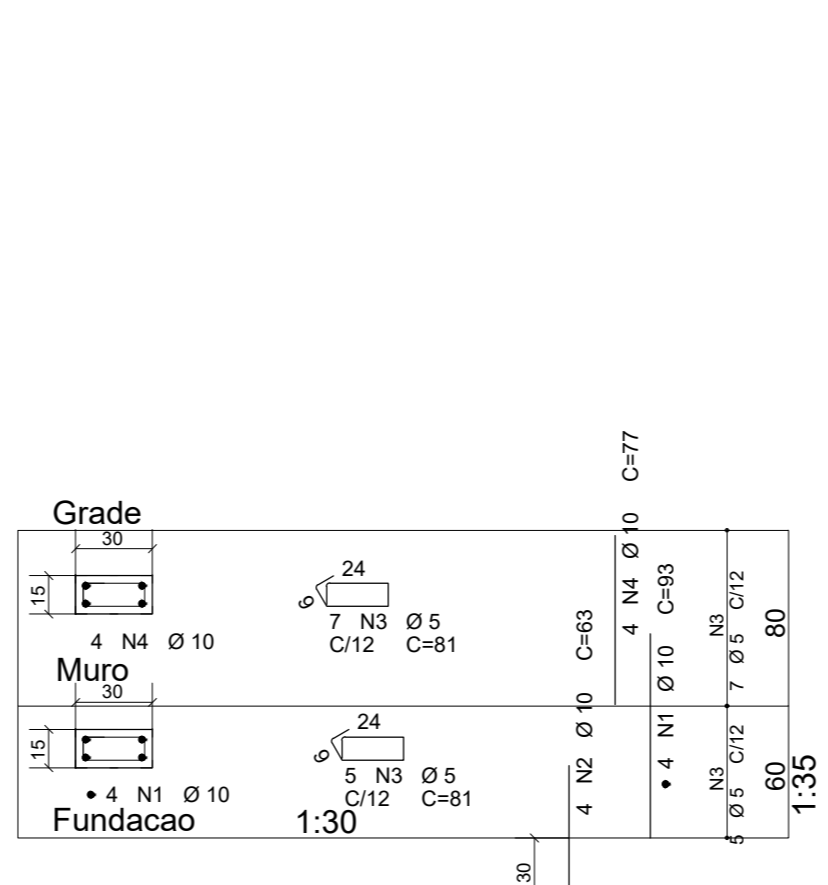 Grade
30
15
24
9
7 N3 Ø 5
C/12 C=81
4 N4 Ø 10
Muro
30
15
24
9
5 N3 Ø 5
C/12 C=81
• 4 N1 Ø 10
Fundacao
1:30
30
4 N2 Ø 10 C=63
4 N4 Ø 10 C=77
• 4 N1 Ø 10 C=93
N3
7 Ø 5 C/12
N3
5 Ø 5 C/12
80
60
1:35